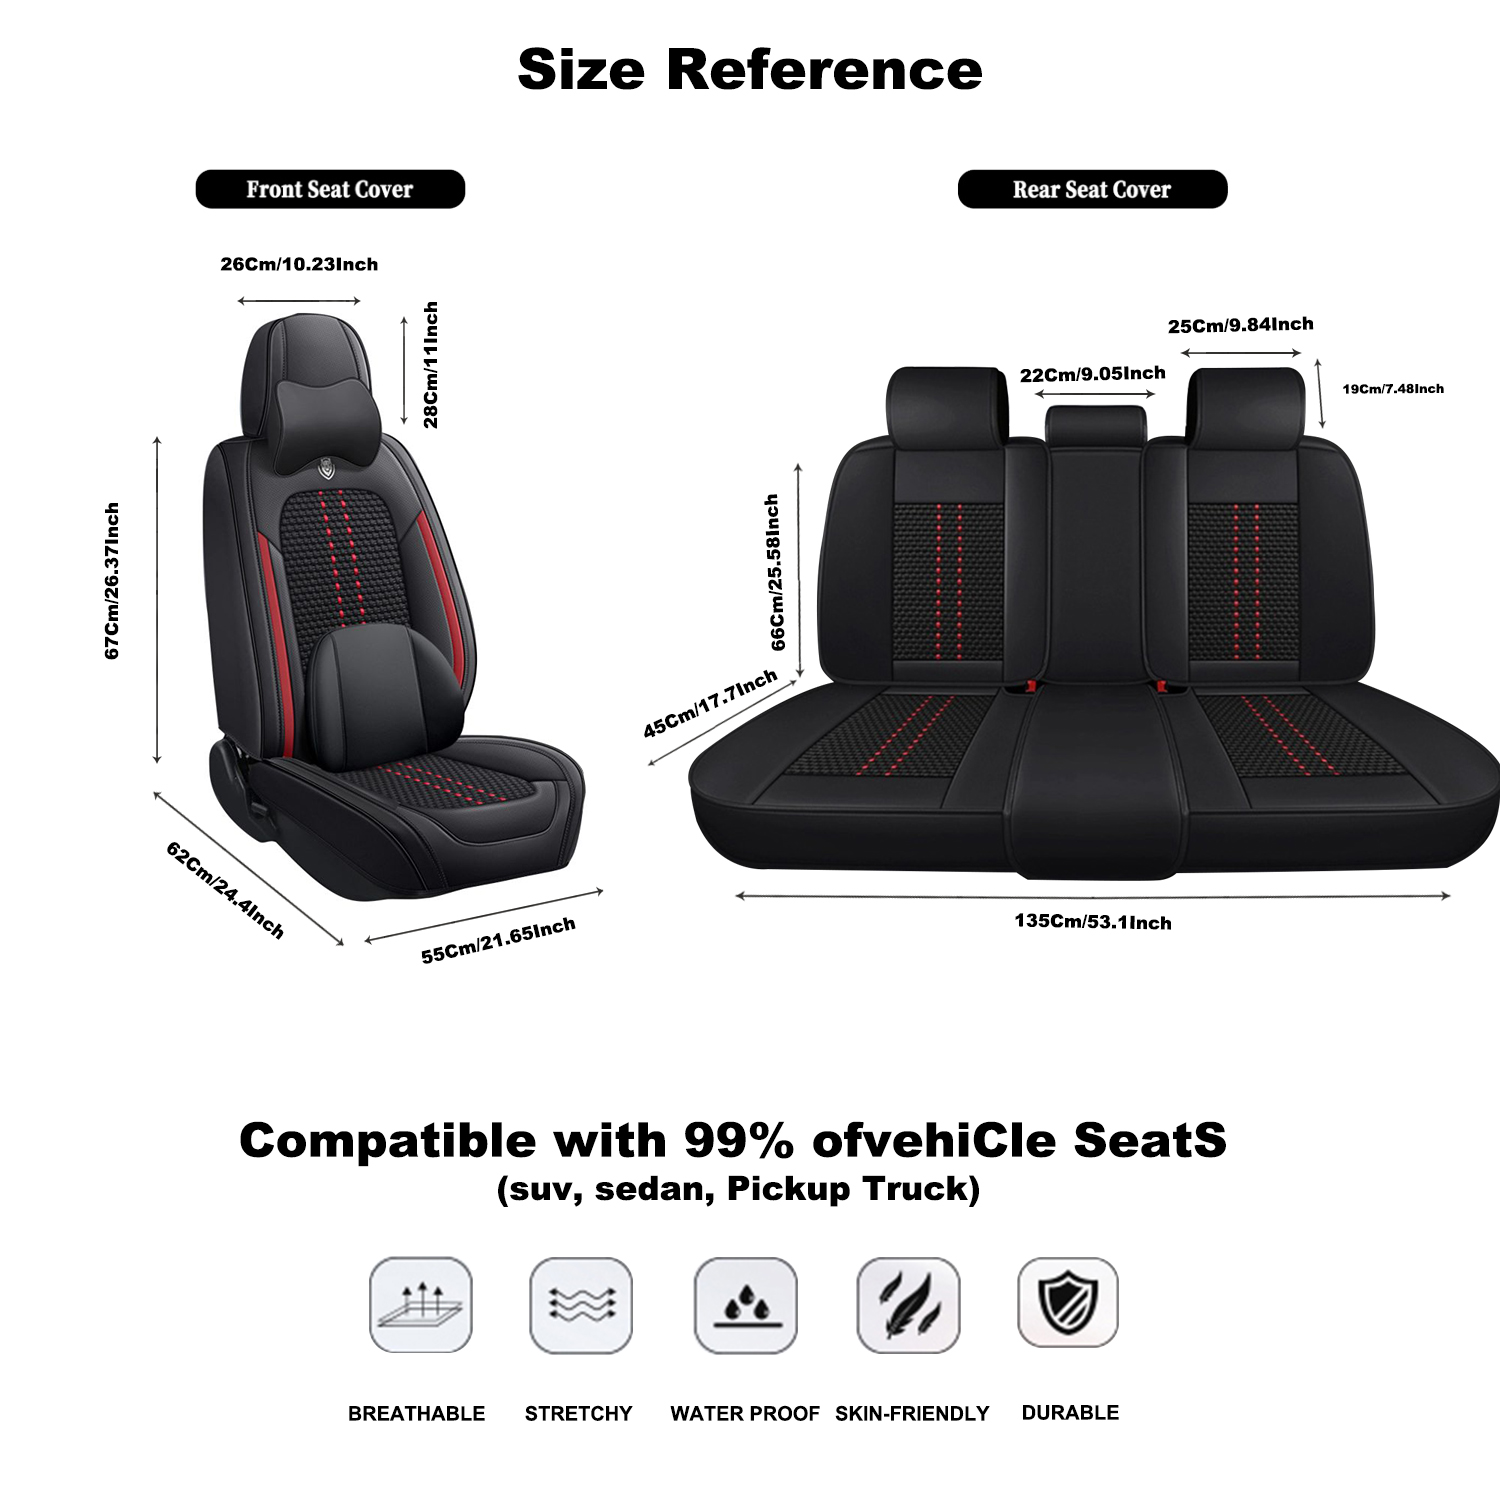 Size Reference
Front Seat Cover
Rear Seat Cover
26Cm/10.23Inch
28Cm/11Inch
67Cm/26.37Inch
62Cm/24.4Inch
55Cm/21.65Inch
25Cm/9.84Inch
22Cm/9.05Inch
19Cm/7.48Inch
66Cm/25.58Inch
45Cm/17.7Inch
135Cm/53.1Inch
Compatible with 99% ofvehiCle SeatS
(suv, sedan, Pickup Truck)
BREATHABLE STRETCHY WATER PROOF SKIN-FRIENDLY DURABLE